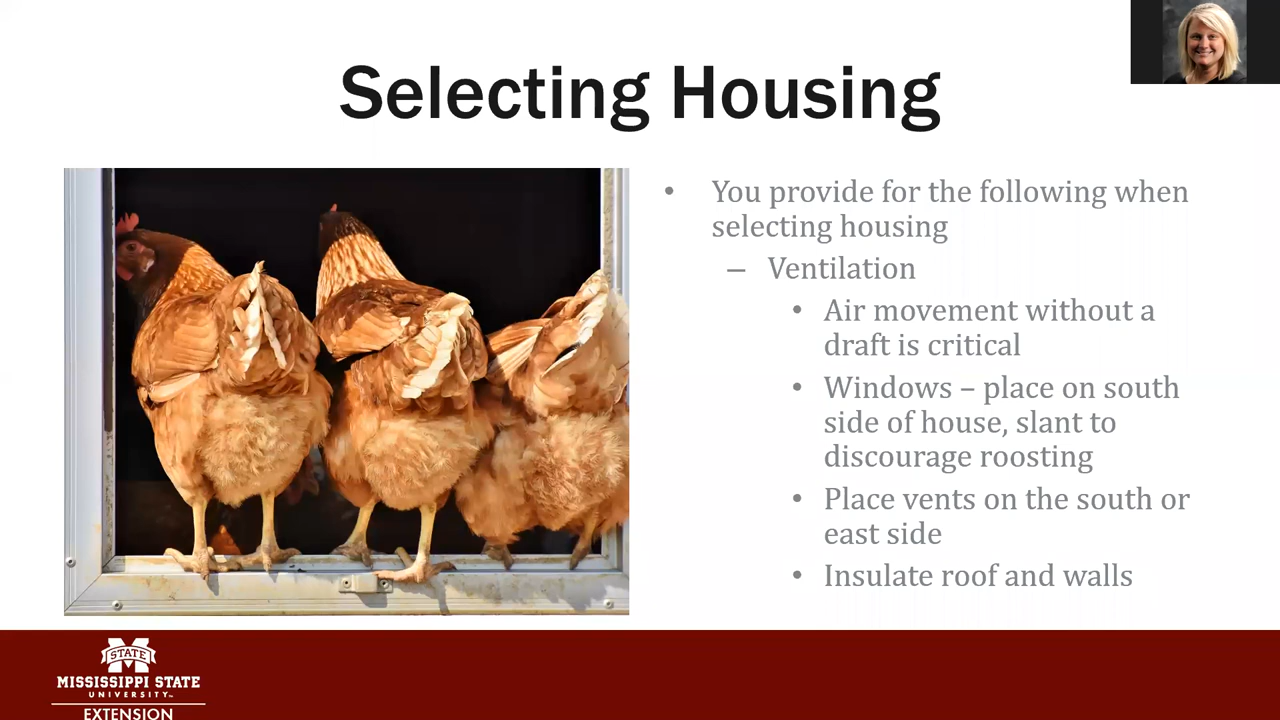 Selecting Housing
• You provide for the following when
selecting housing
– Ventilation
• Air movement without a
draft is critical
• Windows – place on south
side of house, slant to
discourage roosting
• Place vents on the south or
east side
• Insulate roof and walls
STATE
MISSISSIPPI STATE
UNIVERSITY™
EXTENSION